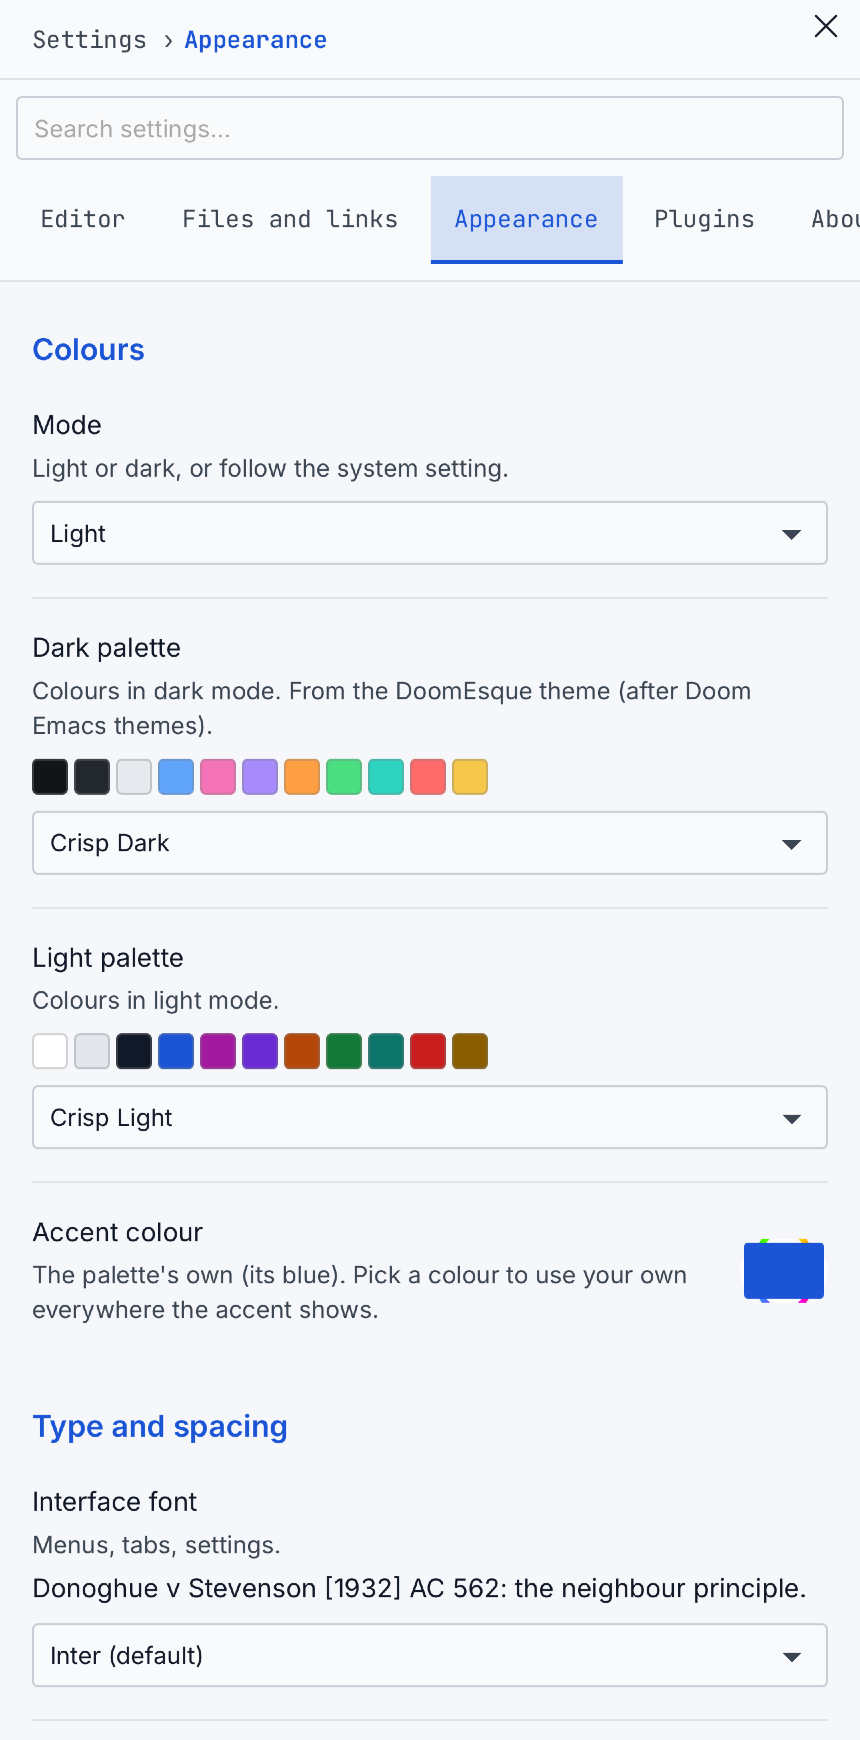 Settings › Appearance
Search settings...
Editor Files and links Appearance Plugins Abou
Colours
Mode
Light or dark, or follow the system setting.
Light
Dark palette
Colours in dark mode. From the DoomEsque theme (after Doom
Emacs themes).
Crisp Dark
Light palette
Colours in light mode.
Crisp Light
Accent colour
The palette's own (its blue). Pick a colour to use your own
everywhere the accent shows.
Type and spacing
Interface font
Menus, tabs, settings.
Donoghue v Stevenson [1932] AC 562: the neighbour principle.
Inter (default)